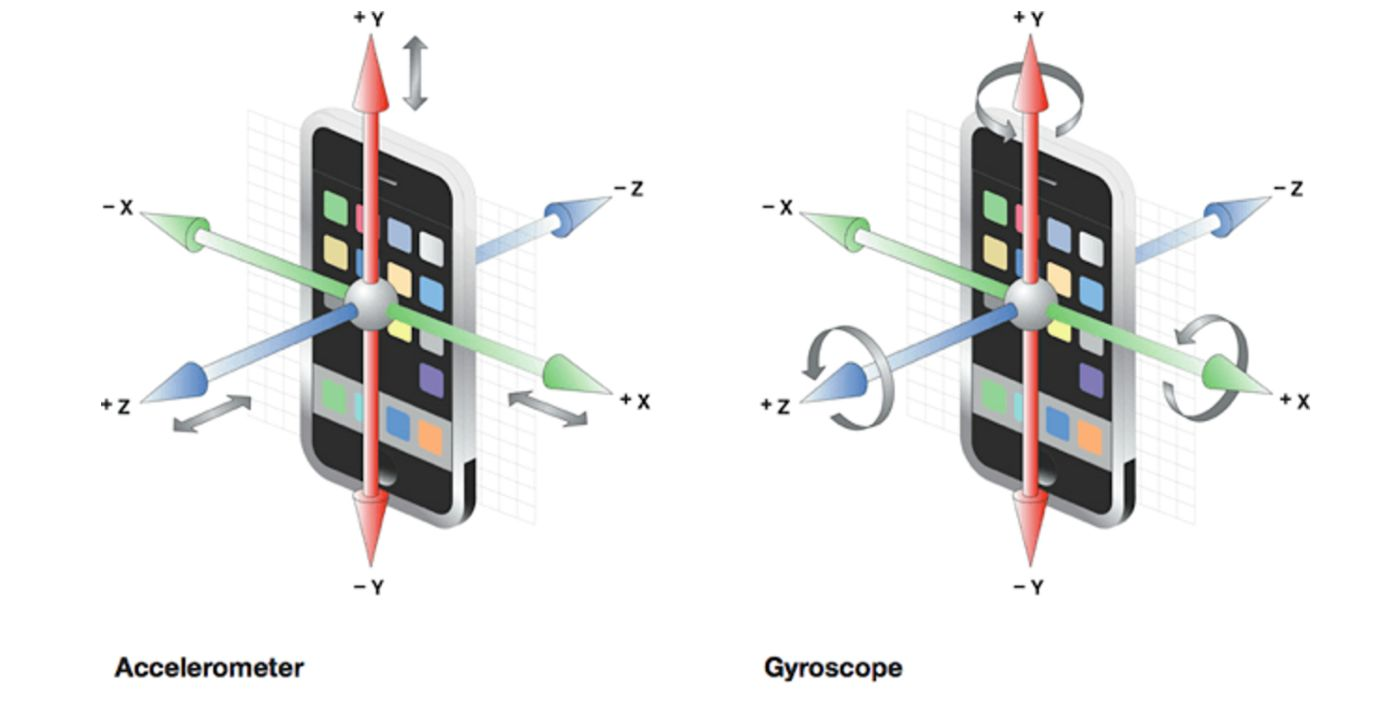 + Y
+ Y
– Z
– Z
– X
– X
+ Z
+ X
+ Z
+ X
– Y
– Y
Accelerometer
Gyroscope